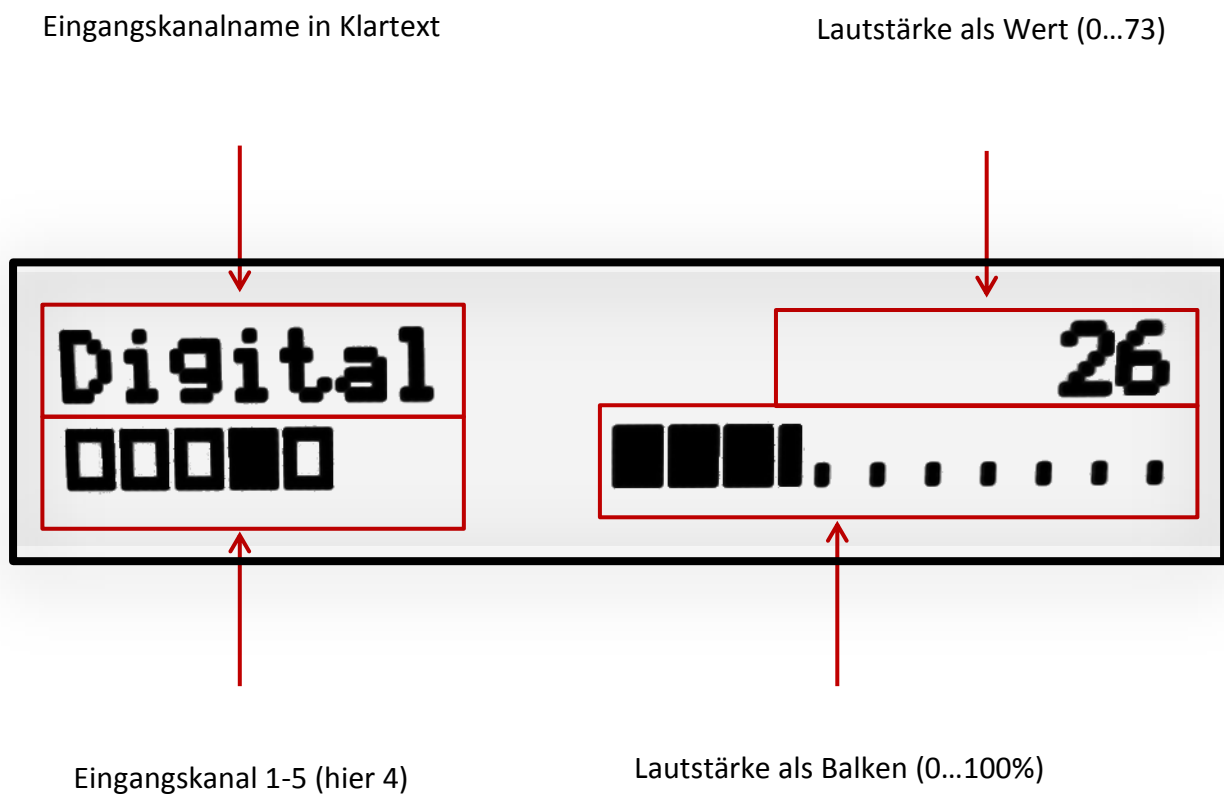 Eingangskanalname in Klartext
Lautstärke als Wert (0...73)
Digital
26
Eingangskanal 1-5 (hier 4)
Lautstärke als Balken (0...100%)